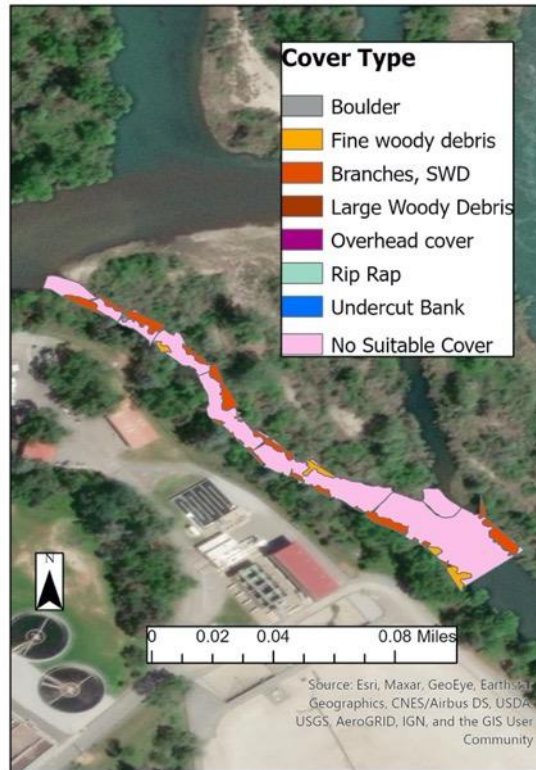 Cover Type
Boulder
Fine woody debris
Branches, SWD
Large Woody Debris
Overhead cover
Rip Rap
Undercut Bank
No Suitable Cover
N
0 0.02 0.04 0.08 Miles
Source: Esri, Maxar, GeoEye, Earthstar
Geographics, CNES/Airbus DS, USDA,
USGS, AeroGRID, IGN, and the GIS User
Community